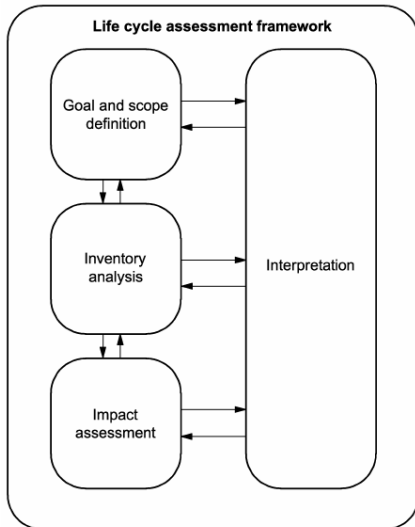 Life cycle assessment framework
Goal and scope
definition
Inventory
analysis
Interpretation
Impact
assessment